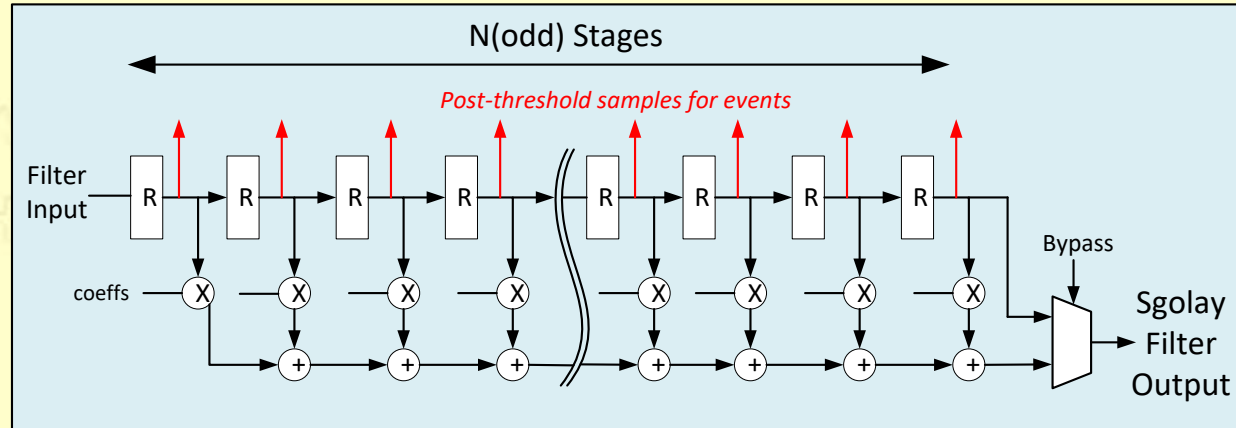 N(odd) Stages
Post-threshold samples for events
Filter
Input
R
R
R
R
R
R
R
R
Bypass
coeffs
X
X
X
X
X
X
X
X
Sgolay
Filter
Output
+
+
+
+
+
+
+